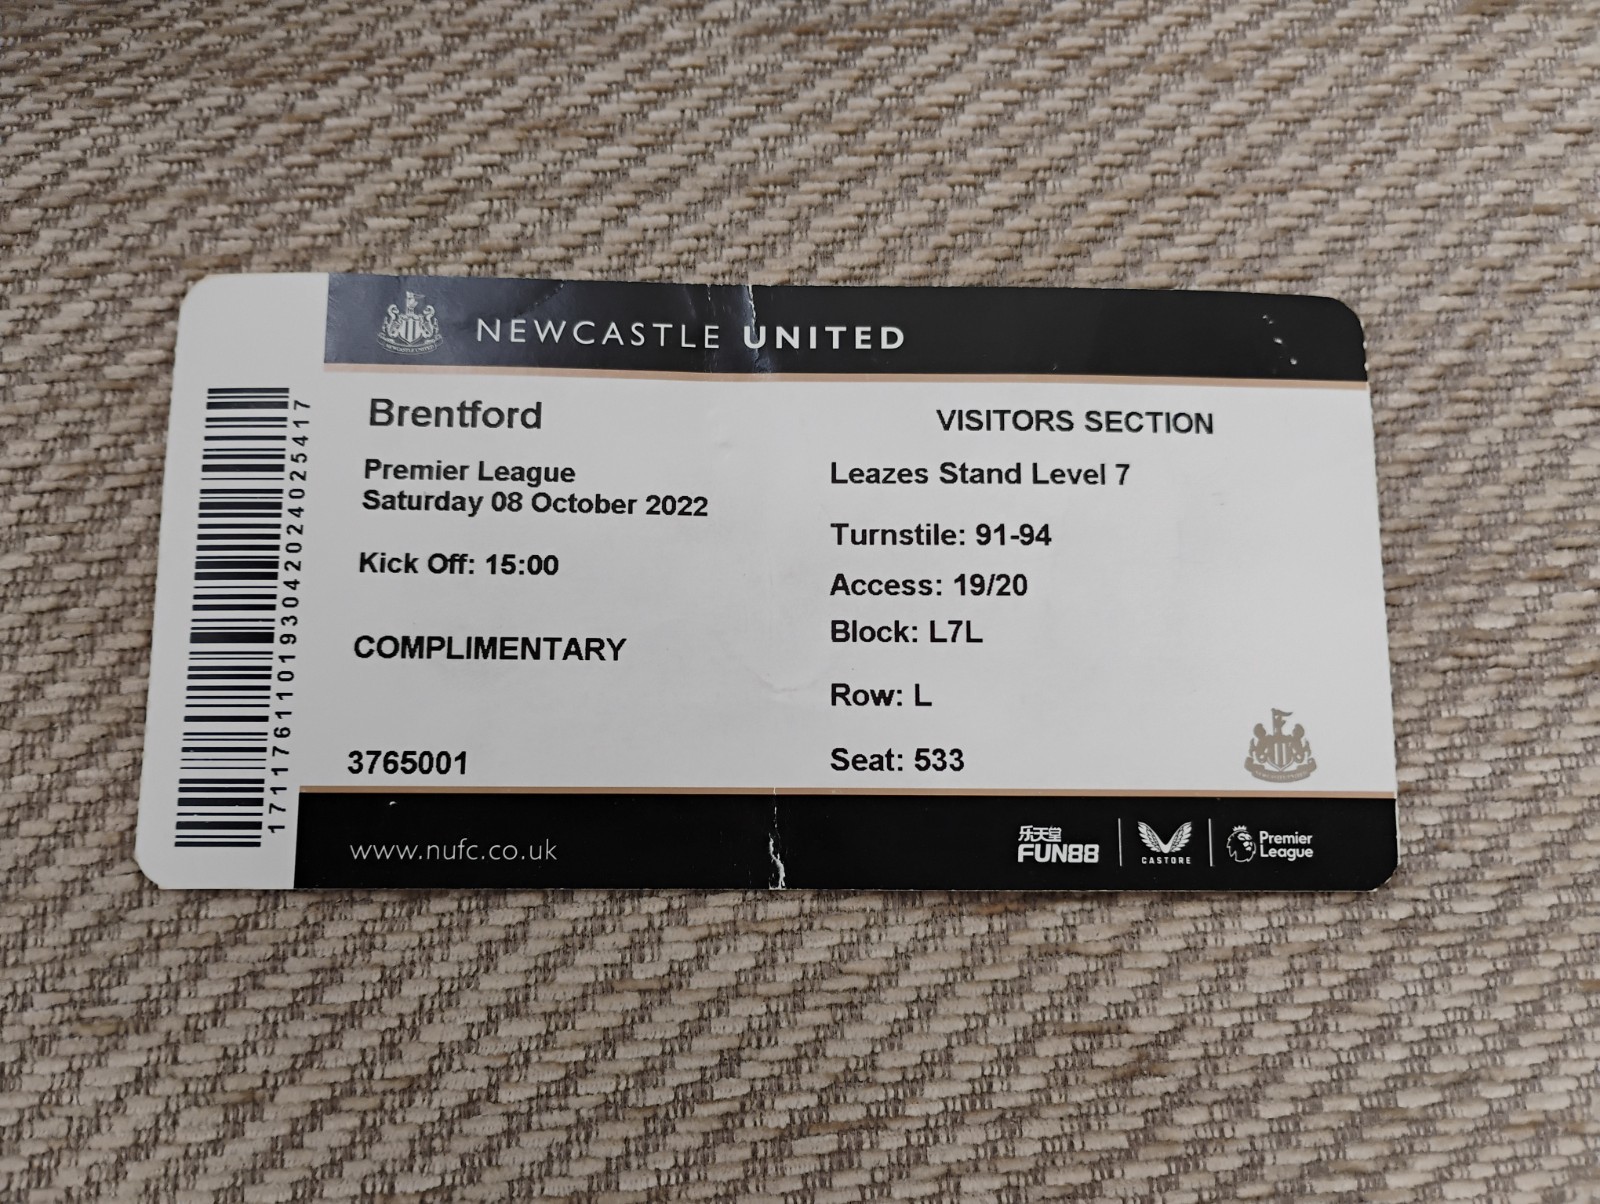 NEWCASTLE UNITED
Brentford
Premier League
Saturday 08 October 2022
Kick Off: 15:00
COMPLIMENTARY
3765001
VISITORS SECTION
Leazes Stand Level 7
Turnstile: 91-94
Access: 19/20
Block: L7L
Row: L
Seat: 533
171176110193042024025417
www.nufc.co.uk
乐天堂
FUN88
CASTORE
Premier
League